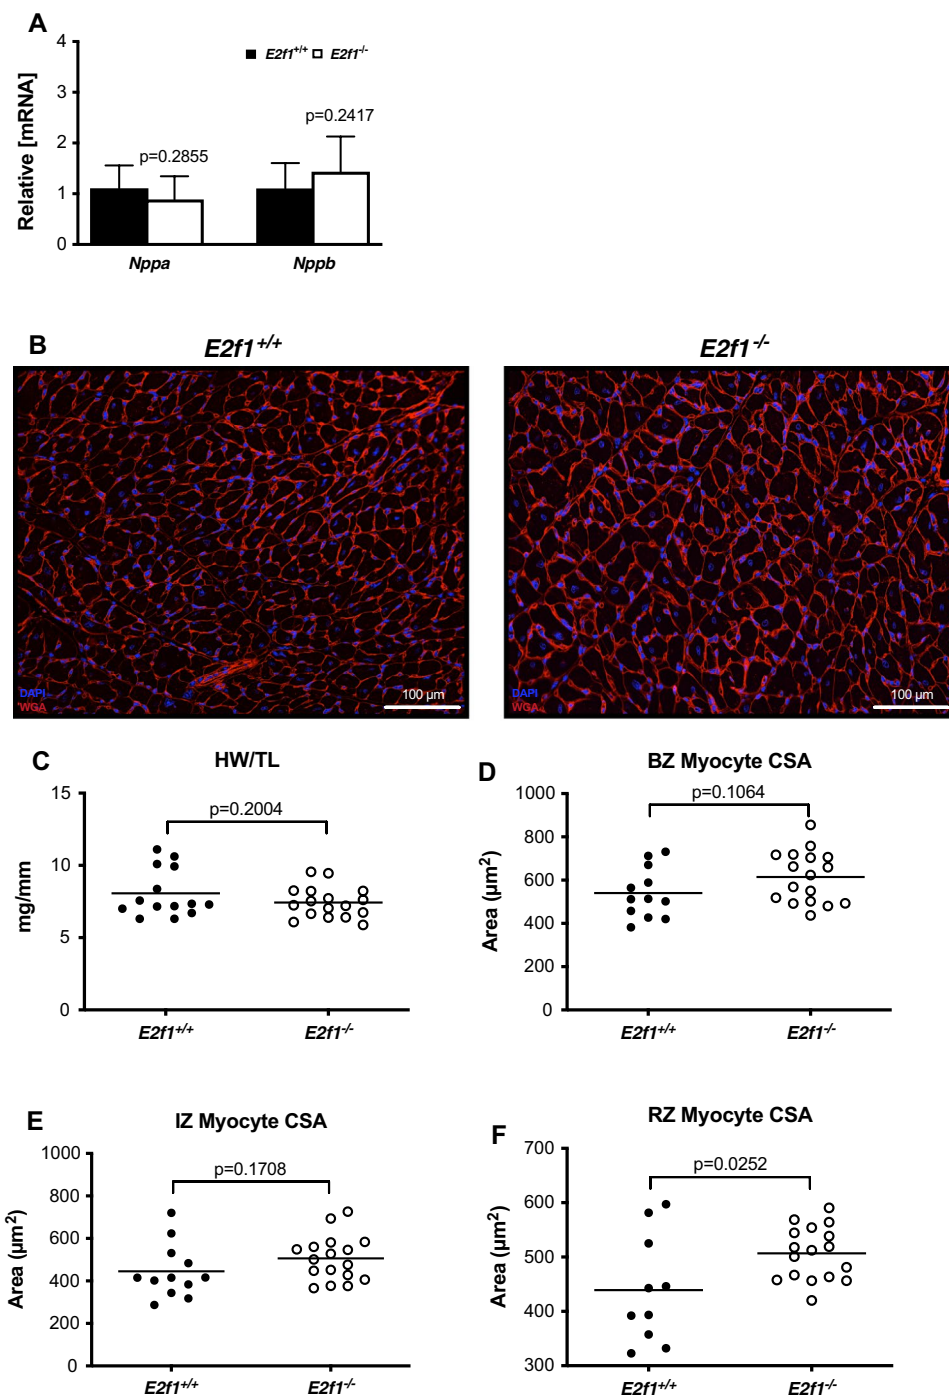 A
4
3
2
1
0
Relative [mRNA]
E2f1+/+ E2f1-/-
p=0.2855
p=0.2417
Nppa Nppb
B
E2f1+/+ E2f1-/-
DAPI
WGA
100 µm
DAPI
WGA
100 µm
C
HW/TL
15
10
5
0
mg/mm
p=0.2004
E2f1+/+ E2f1-/-
D
BZ Myocyte CSA
1000
800
600
400
200
0
Area (µm²)
p=0.1064
E2f1+/+ E2f1-/-
E
IZ Myocyte CSA
1000
800
600
400
200
0
Area (µm²)
p=0.1708
E2f1+/+ E2f1-/-
F
RZ Myocyte CSA
700
600
500
400
300
Area (µm²)
p=0.0252
E2f1+/+ E2f1-/-